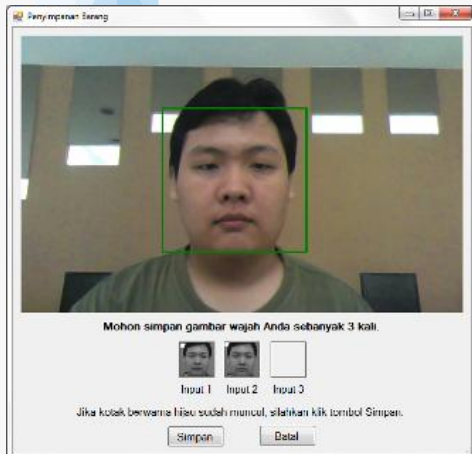 Penyimpanan Barang
Mohon simpan gambar wajah Anda sebanyak 3 kali.
Input 1 Input 2 Input 3
Jika kotak berwarna hijau sudah muncul, silahkan klik tombol Simpan.
Simpan Batal